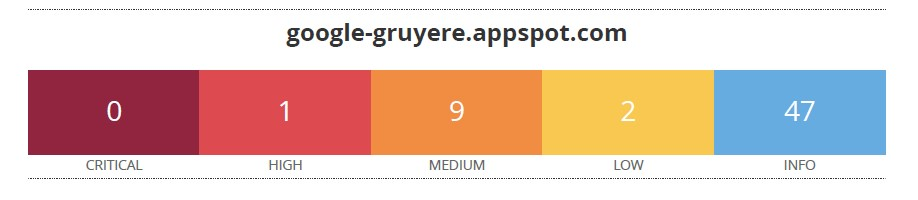 google-gruyere.appspot.com
0 1 9 2 47
CRITICAL HIGH MEDIUM LOW INFO